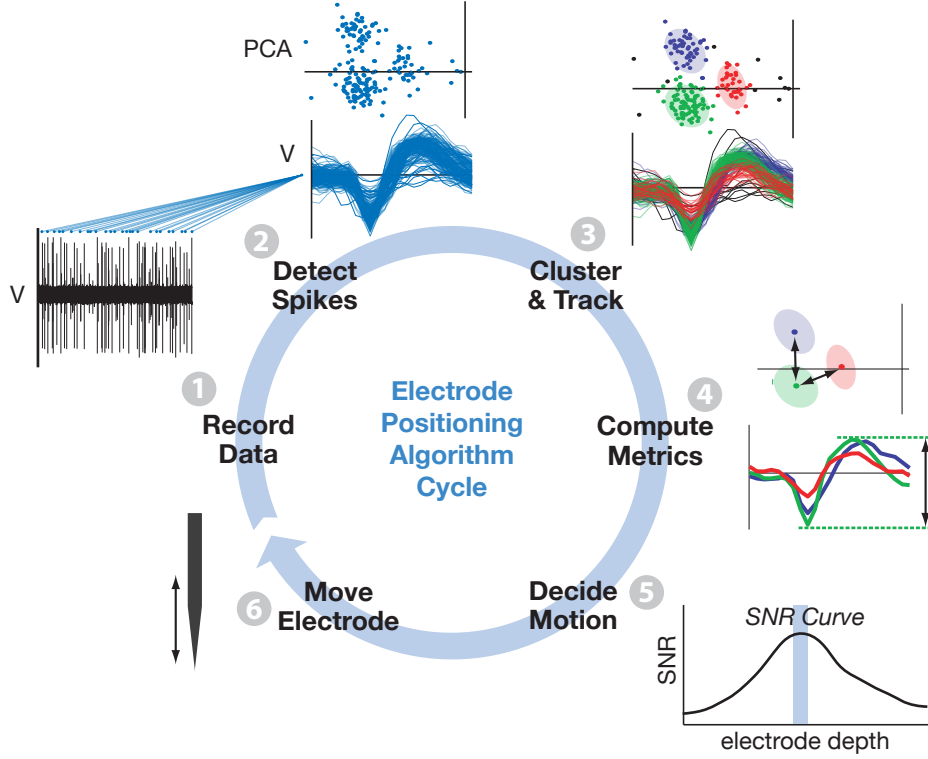 PCA
V
V
2
Detect
Spikes
3
Cluster
& Track
1
Record
Data
Electrode
Positioning
Algorithm
Cycle
4
Compute
Metrics
6
Move
Electrode
Decide
Motion
5
SNR Curve
SNR
electrode depth